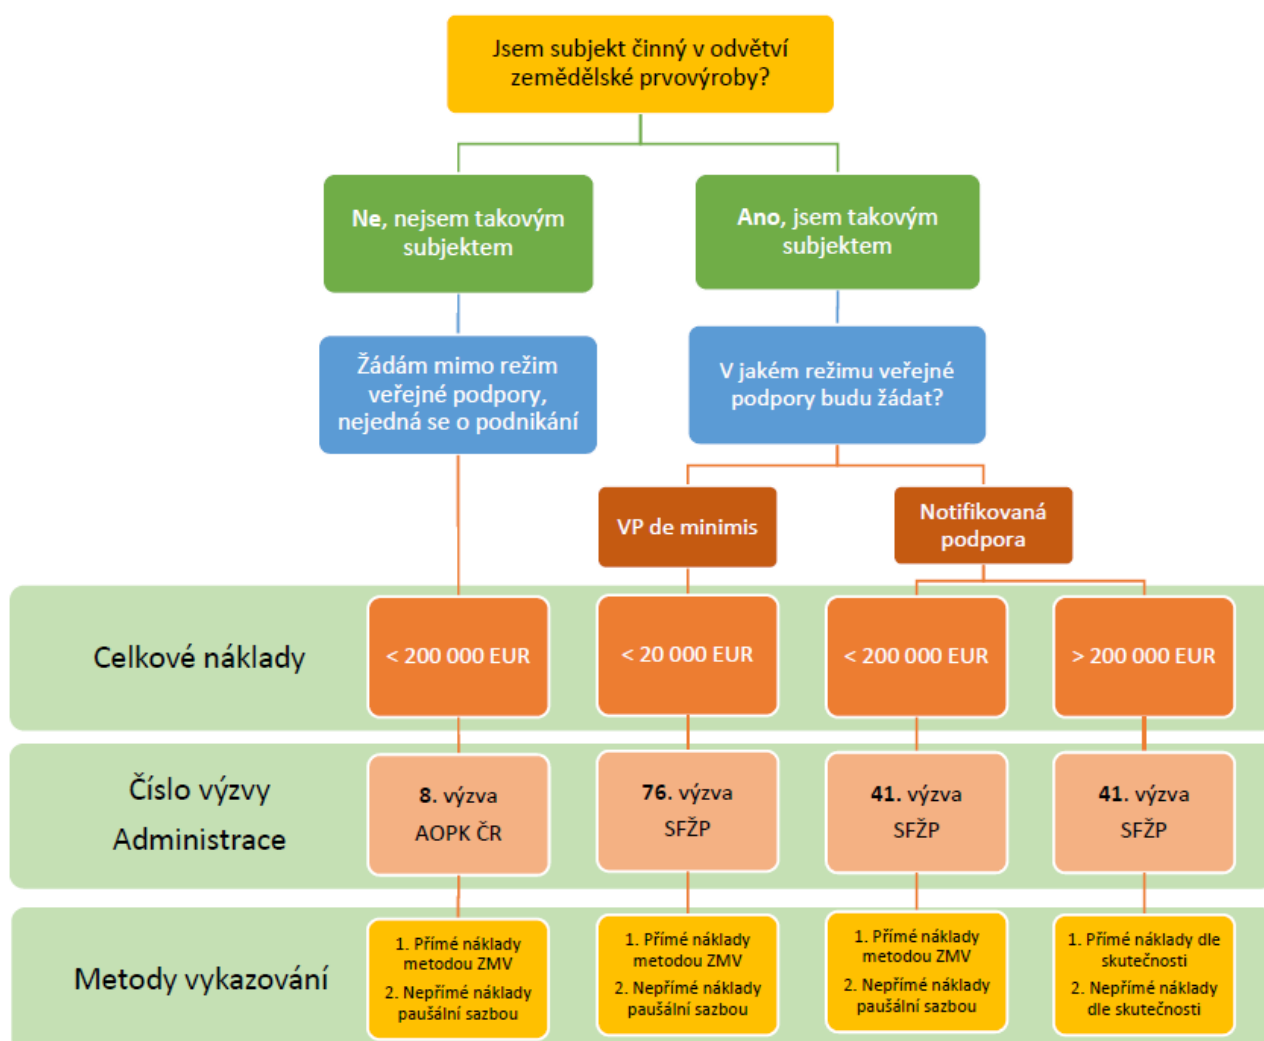 Jsem subjekt činný v odvětví
zemědělské prvovýroby?
Ne, nejsem takovým
subjektem
Ano, jsem takovým
subjektem
Žádám mimo režim
veřejné podpory,
nejedná se o podnikání
V jakém režimu veřejné
podpory budu žádat?
VP de minimis
Notifikovaná
podpora
Celkové náklady
< 200 000 EUR
< 20 000 EUR
< 200 000 EUR
> 200 000 EUR
Číslo výzvy
Administrace
8. výzva
AOPK ČR
76. výzva
SFŽP
41. výzva
SFŽP
41. výzva
SFŽP
Metody vykazování
1. Přímé náklady
metodou ZMV
2. Nepřímé náklady
paušální sazbou
1. Přímé náklady
metodou ZMV
2. Nepřímé náklady
paušální sazbou
1. Přímé náklady
metodou ZMV
2. Nepřímé náklady
paušální sazbou
1. Přímé náklady dle
skutečnosti
2. Nepřímé náklady
dle skutečnosti